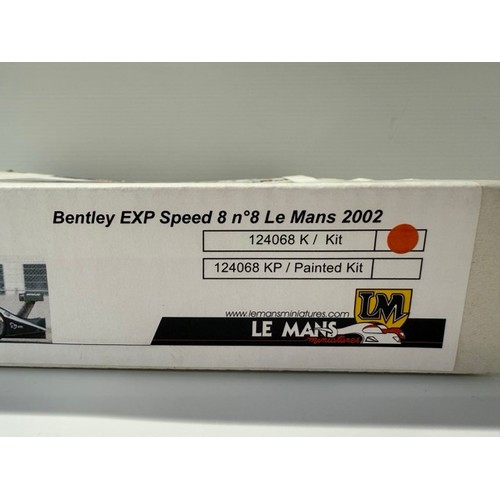 Bentley EXP Speed 8 n°8 Le Mans 2002
124068 K / Kit
124068 KP / Painted Kit
www.lemansminiatures.com
LM
LE MANS
miniatures